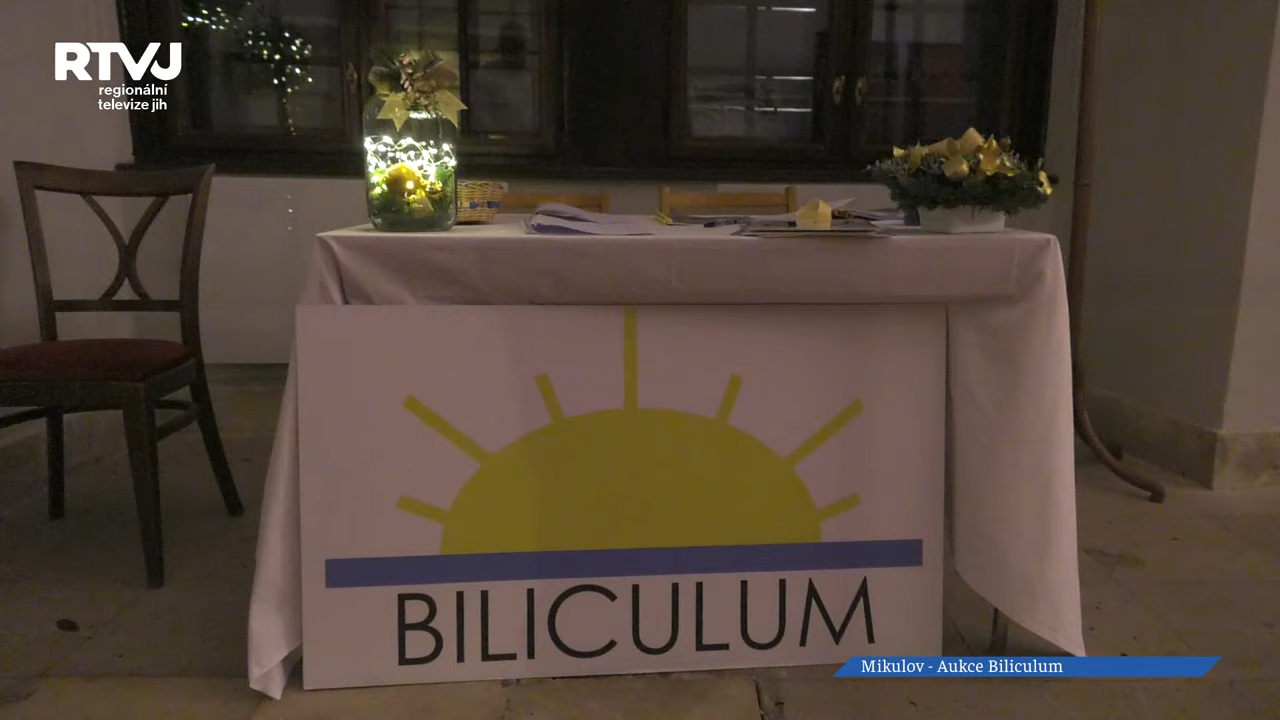 RTVJ
regionální
televize jih
BILICULUM
Mikulov - Aukce Biliculum